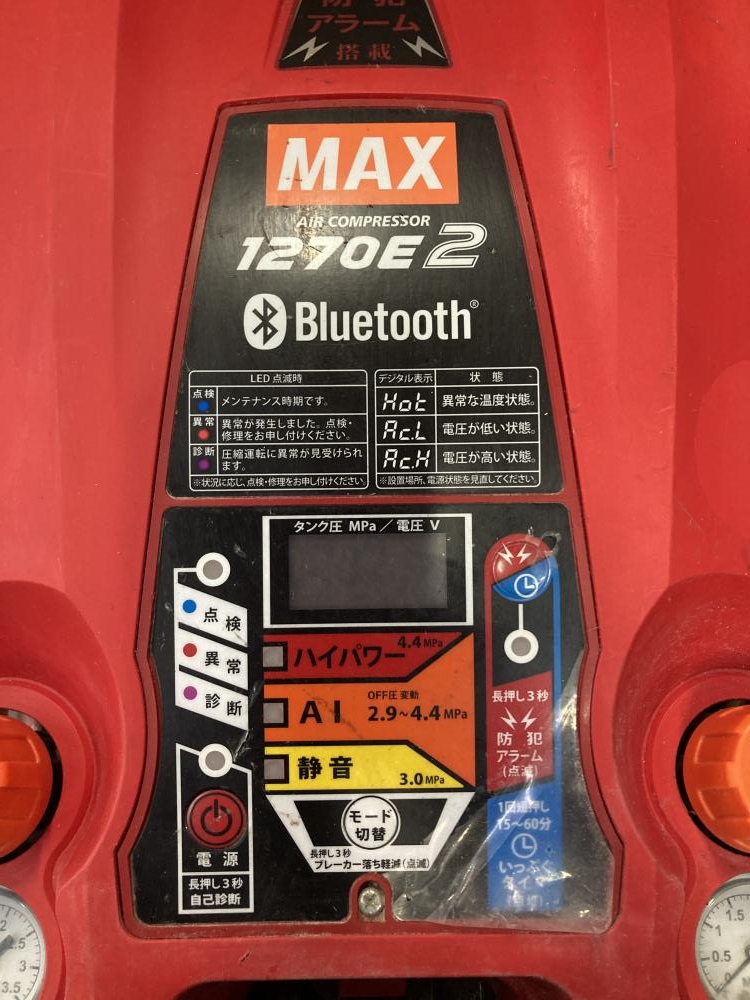 防犯
アラーム
搭載
MAX
AIR COMPRESSOR
1270E2
Bluetooth®
LED 点滅時
点検 メンテナンス時期です。
異常 異常が発生しました。点検・
修理をお申し付けください。
診断 圧縮運転に異常が見受けられ
ます。
※状況に応じ、点検・修理をお申し付けください。
デジタル表示 状態
Hot 異常な温度状態。
Ac.L 電圧が低い状態。
Ac.H 電圧が高い状態。
※設置場所、電源状態を見直してください。
タンク圧 MPa／電圧 V
点検
異常
診断
ハイパワー 4.4MPa
AI OFF圧変動
2.9～4.4MPa
静音 3.0MPa
モード
切替
長押し3秒
ブレーカー落ち軽減(点滅)
電源
長押し3秒
自己診断
長押し3秒
防犯
アラーム
(点滅)
1回短押し
15～60分
いっぷく
タイマー
2
2.5
3
3.5
1
0.5
0